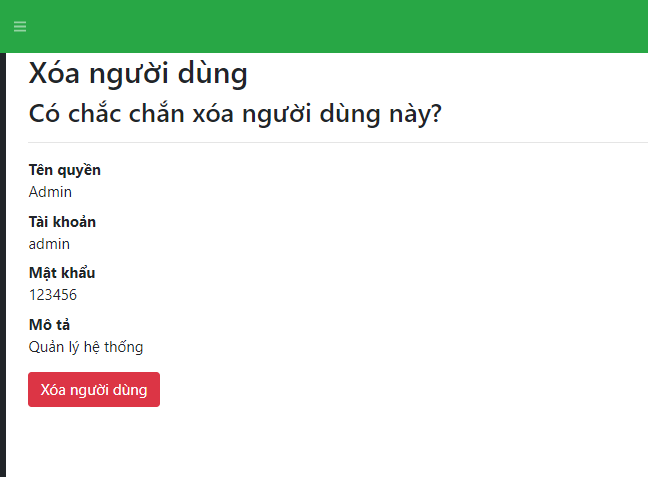 Xóa người dùng
Có chắc chắn xóa người dùng này?
Tên quyền
Admin
Tài khoản
admin
Mật khẩu
123456
Mô tả
Quản lý hệ thống
Xóa người dùng